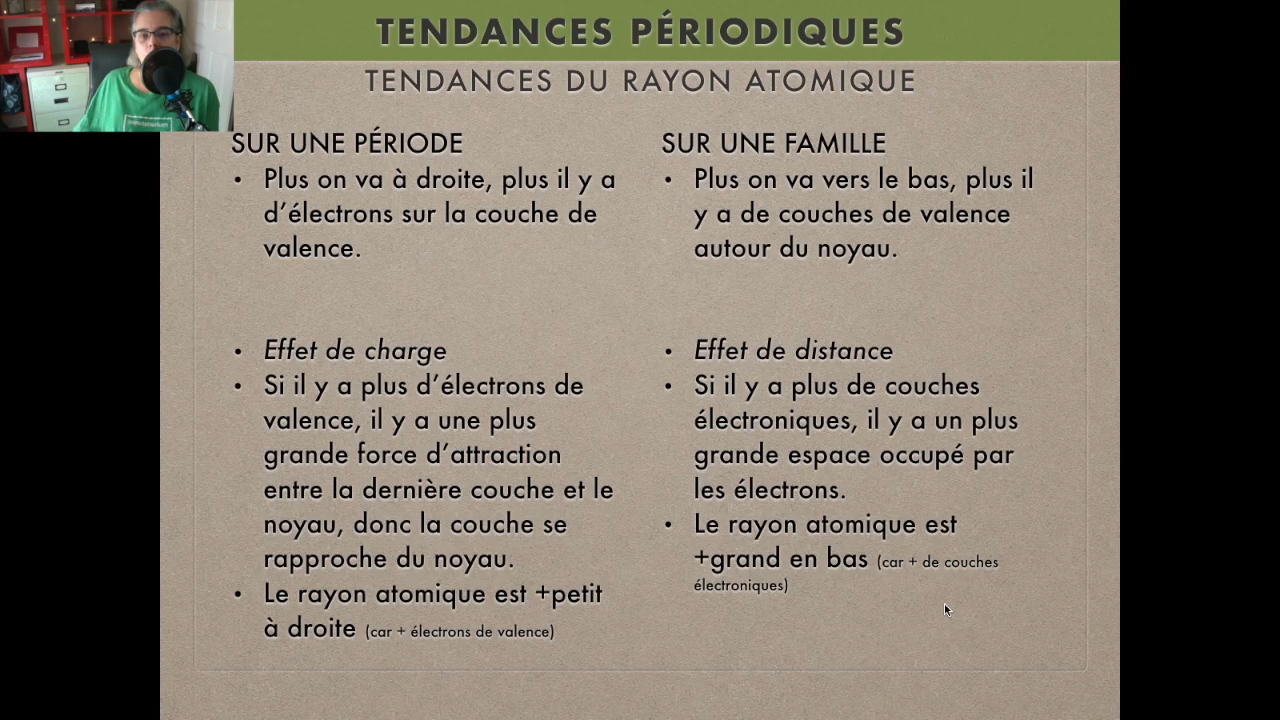 TENDANCES PÉRIODIQUES
TENDANCES DU RAYON ATOMIQUE
SUR UNE PÉRIODE
• Plus on va à droite, plus il y a
d’électrons sur la couche de
valence.
• Effet de charge
• Si il y a plus d’électrons de
valence, il y a une plus
grande force d’attraction
entre la dernière couche et le
noyau, donc la couche se
rapproche du noyau.
• Le rayon atomique est +petit
à droite (car + électrons de valence)
SUR UNE FAMILLE
• Plus on va vers le bas, plus il
y a de couches de valence
autour du noyau.
• Effet de distance
• Si il y a plus de couches
électroniques, il y a un plus
grande espace occupé par
les électrons.
• Le rayon atomique est
+grand en bas (car + de couches
électroniques)